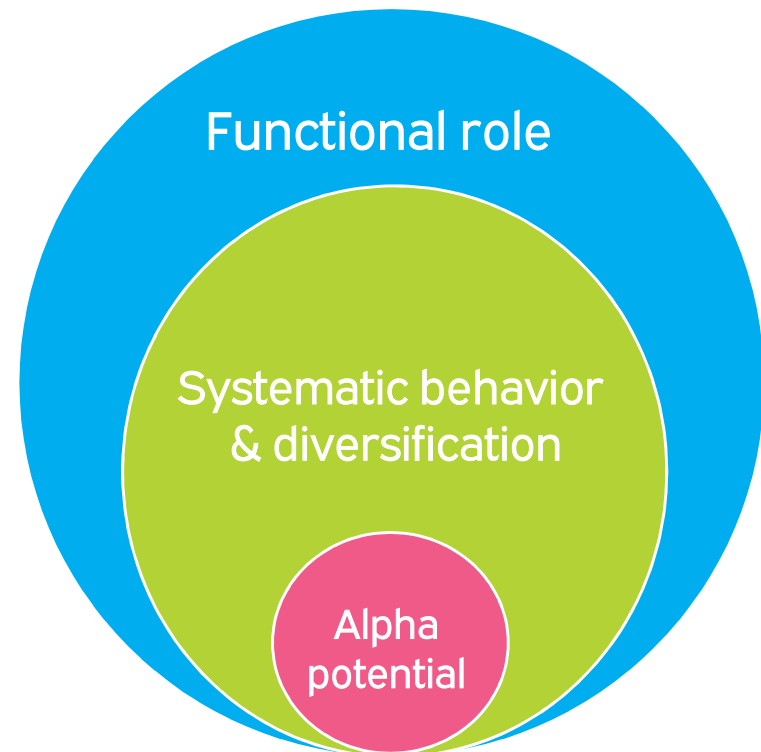 Functional role
Systematic behavior
& diversification
Alpha
potential